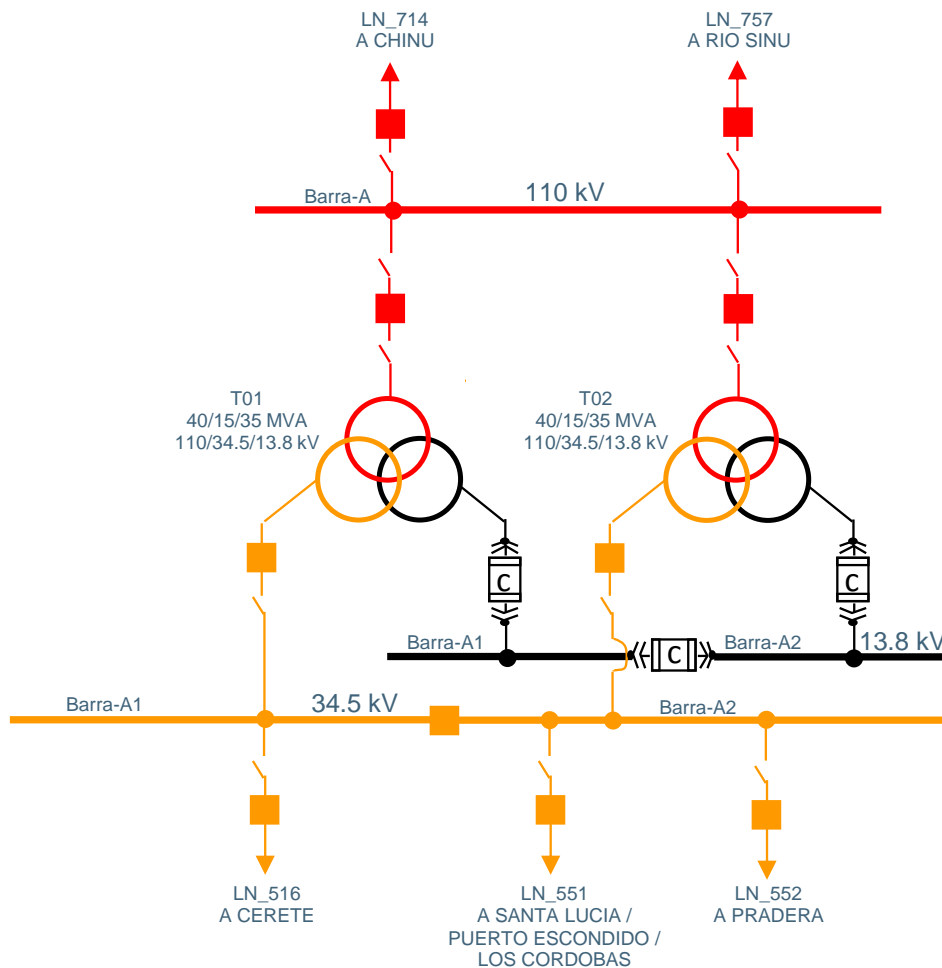 LN_714
A CHINU
LN_757
A RIO SINU
Barra-A
110 kV
T01
40/15/35 MVA
110/34.5/13.8 kV
T02
40/15/35 MVA
110/34.5/13.8 kV
C
C
Barra-A1
C
Barra-A2
13.8 kV
Barra-A1
34.5 kV
Barra-A2
LN_516
A CERETE
LN_551
A SANTA LUCIA /
PUERTO ESCONDIDO /
LOS CORDOBAS
LN_552
A PRADERA